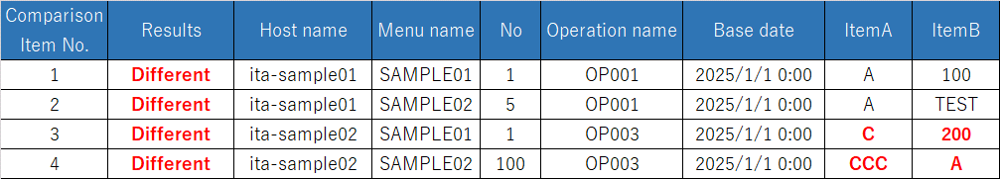 Comparison Item No. Results Host name Menu name No Operation name Base date ItemA ItemB
1 Different ita-sample01 SAMPLE01 1 OP001 2025/1/1 0:00 A 100
2 Different ita-sample01 SAMPLE02 5 OP001 2025/1/1 0:00 A TEST
3 Different ita-sample02 SAMPLE01 1 OP003 2025/1/1 0:00 C 200
4 Different ita-sample02 SAMPLE02 100 OP003 2025/1/1 0:00 CCC A